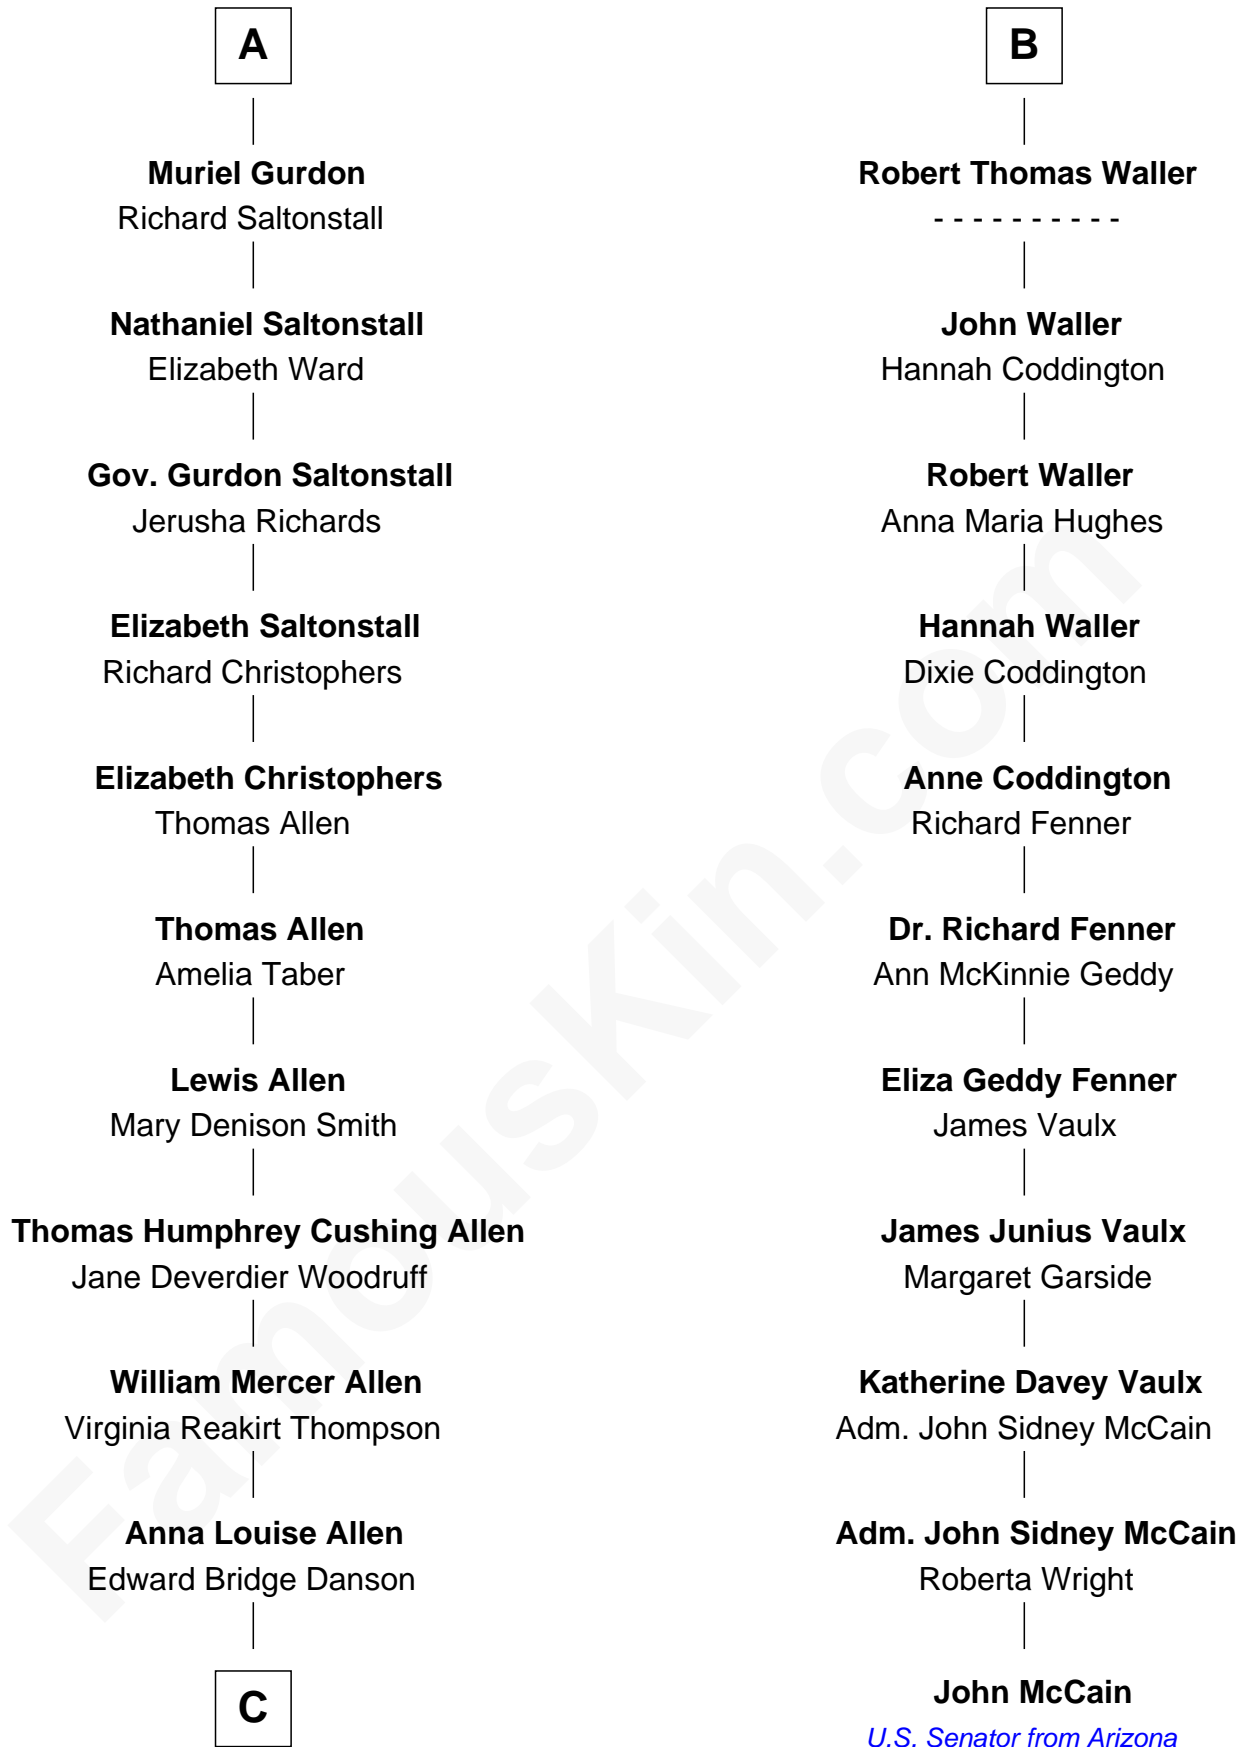 A
Muriel Gurdon
Richard Saltonstall
Nathaniel Saltonstall
Elizabeth Ward
Gov. Gurdon Saltonstall
Jerusha Richards
Elizabeth Saltonstall
Richard Christophers
Elizabeth Christophers
Thomas Allen
Thomas Allen
Amelia Taber
Lewis Allen
Mary Denison Smith
Thomas Humphrey Cushing Allen
Jane Deverdier Woodruff
William Mercer Allen
Virginia Reakirt Thompson
Anna Louise Allen
Edward Bridge Danson
C
B
Robert Thomas Waller
- - - - - - - - - -
John Waller
Hannah Coddington
Robert Waller
Anna Maria Hughes
Hannah Waller
Dixie Coddington
Anne Coddington
Richard Fenner
Dr. Richard Fenner
Ann McKinnie Geddy
Eliza Geddy Fenner
James Vaulx
James Junius Vaulx
Margaret Garside
Katherine Davey Vaulx
Adm. John Sidney McCain
Adm. John Sidney McCain
Roberta Wright
John McCain
U.S. Senator from Arizona
FamousKin.com